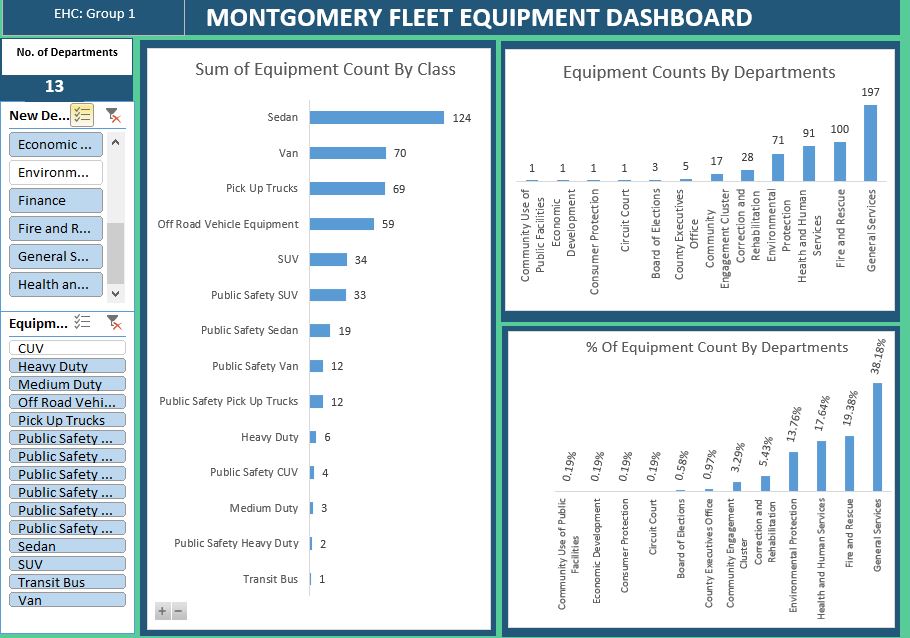 EHC: Group 1
MONTGOMERY FLEET EQUIPMENT DASHBOARD
No. of Departments
13
New De...
Economic ...
Environm...
Finance
Fire and R...
General S...
Health an...
Equipm...
CUV
Heavy Duty
Medium Duty
Off Road Vehi...
Pick Up Trucks
Public Safety ...
Public Safety ...
Public Safety ...
Public Safety ...
Public Safety ...
Public Safety ...
Sedan
SUV
Transit Bus
Van
Sum of Equipment Count By Class
Sedan 124
Van 70
Pick Up Trucks 69
Off Road Vehicle Equipment 59
SUV 34
Public Safety SUV 33
Public Safety Sedan 19
Public Safety Van 12
Public Safety Pick Up Trucks 12
Heavy Duty 6
Public Safety CUV 4
Medium Duty 3
Public Safety Heavy Duty 2
Transit Bus 1
+ −
Equipment Counts By Departments
1 1 1 1 3 5 17 28 71 91 100 197
Community Use of
Public Facilities
Economic
Development
Consumer Protection
Circuit Court
Board of Elections
County Executives
Office
Community
Engagement Cluster
Correction and
Rehabilitation
Environmental
Protection
Health and Human
Services
Fire and Rescue
General Services
% Of Equipment Count By Departments
0.19% 0.19% 0.19% 0.19% 0.58% 0.97% 3.29% 5.43% 13.76% 17.64% 19.38% 38.18%
Community Use of Public
Facilities
Economic Development
Consumer Protection
Circuit Court
Board of Elections
County Executives Office
Community Engagement
Cluster
Correction and
Rehabilitation
Environmental Protection
Health and Human Services
Fire and Rescue
General Services